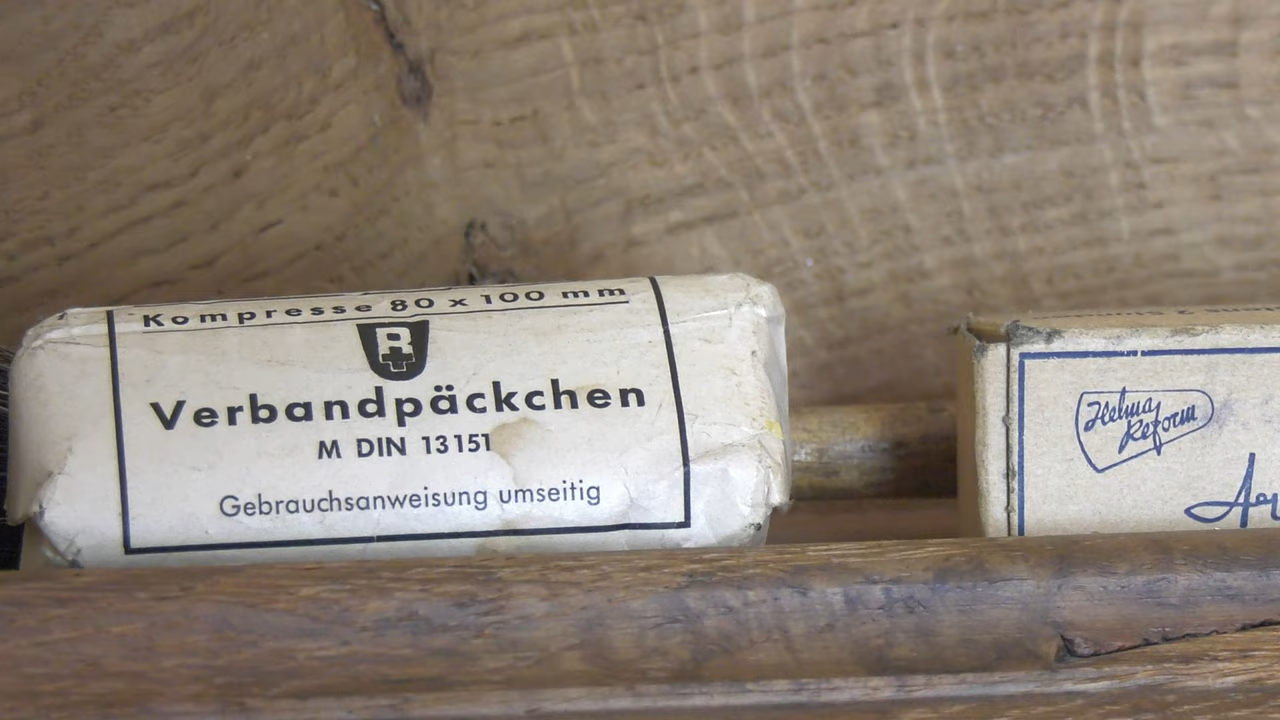 Kompresse 80 x 100 mm
R
Verbandpäckchen
M DIN 13151
Gebrauchsanweisung umseitig
Helma
Reform